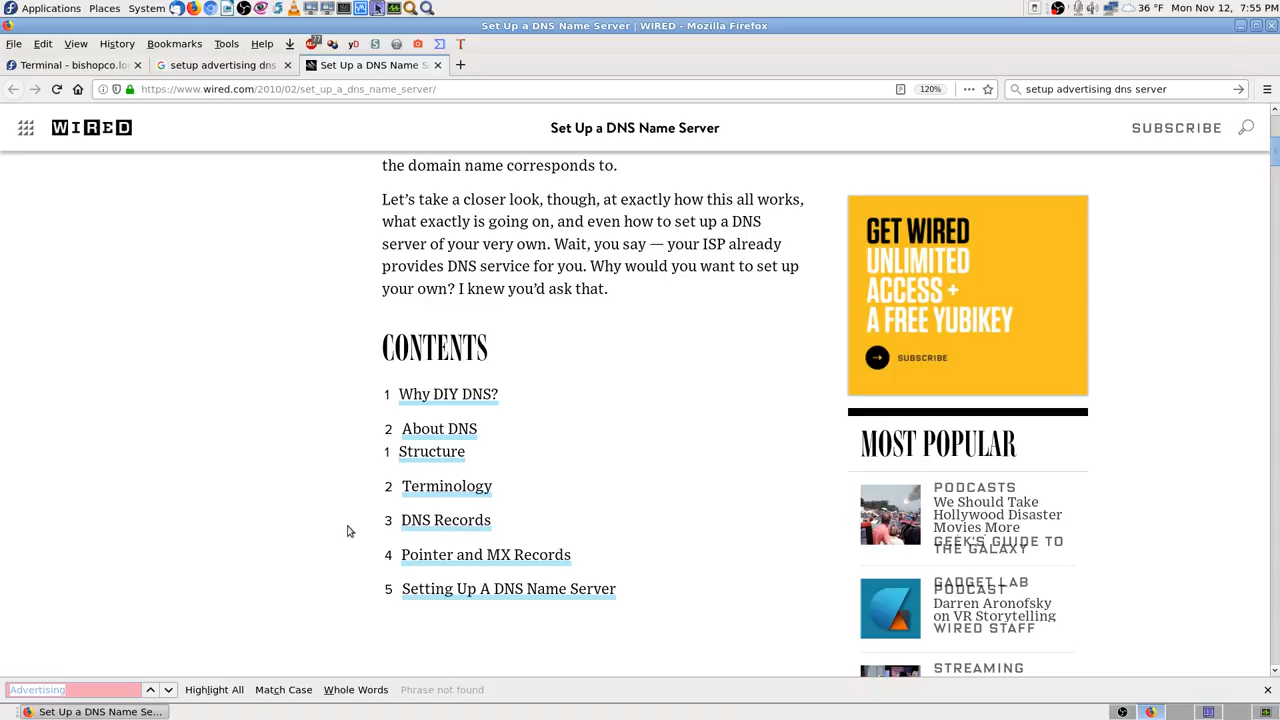 Applications Places System 36 °F Mon Nov 12, 7:55 PM
Set Up a DNS Name Server | WIRED - Mozilla Firefox
File Edit View History Bookmarks Tools Help 77 yD S T
Terminal - bishopco.lo setup advertising dns Set Up a DNS Name S
https://www.wired.com/2010/02/set_up_a_dns_name_server/ 120% setup advertising dns server
WIRED Set Up a DNS Name Server SUBSCRIBE
the domain name corresponds to.
Let’s take a closer look, though, at exactly how this all works,
what exactly is going on, and even how to set up a DNS
server of your very own. Wait, you say — your ISP already
provides DNS service for you. Why would you want to set up
your own? I knew you’d ask that.
CONTENTS
1 Why DIY DNS?
2 About DNS
1 Structure
2 Terminology
3 DNS Records
4 Pointer and MX Records
5 Setting Up A DNS Name Server
GET WIRED
UNLIMITED
ACCESS +
A FREE YUBIKEY
SUBSCRIBE
MOST POPULAR
PODCASTS
We Should Take
Hollywood Disaster
Movies More
GEEK'S GUIDE TO
THE GALAXY
GADGET LAB
PODCAST
Darren Aronofsky
on VR Storytelling
WIRED STAFF
STREAMING
Advertising Highlight All Match Case Whole Words Phrase not found
Set Up a DNS Name Se...